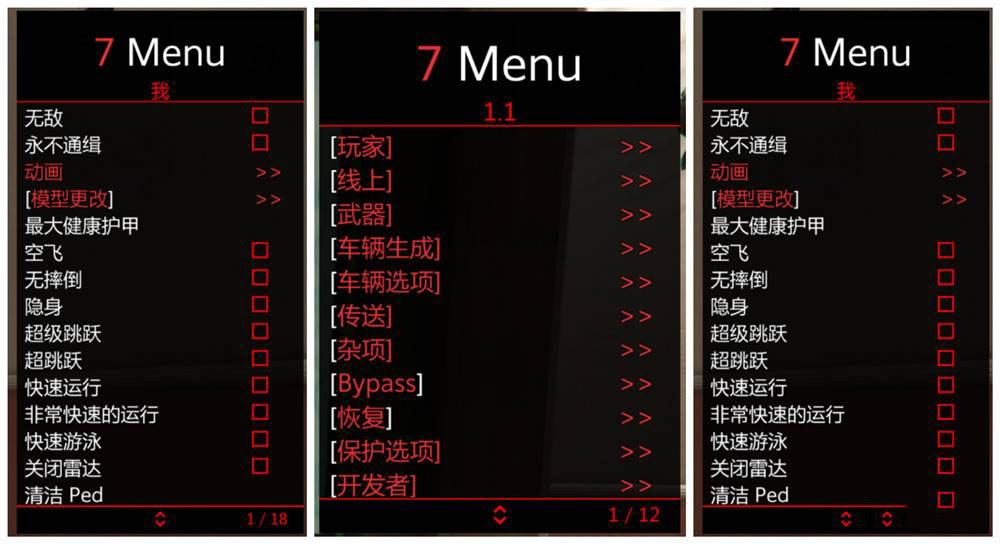 7 Menu
我
无敌
永不通缉
动画 >>
[模型更改] >>
最大健康护甲
空飞
无摔倒
隐身
超级跳跃
超跳跃
快速运行
非常快速的运行
快速游泳
关闭雷达
清洁 Ped
1 / 18
7 Menu
1.1
[玩家] >>
[线上] >>
[武器] >>
[车辆生成] >>
[车辆选项] >>
[传送] >>
[杂项] >>
[Bypass] >>
[恢复] >>
[保护选项] >>
[开发者] >>
1 / 12
7 Menu
我
无敌
永不通缉
动画 >>
[模型更改] >>
最大健康护甲
空飞
无摔倒
隐身
超级跳跃
超跳跃
快速运行
非常快速的运行
快速游泳
关闭雷达
清洁 Ped